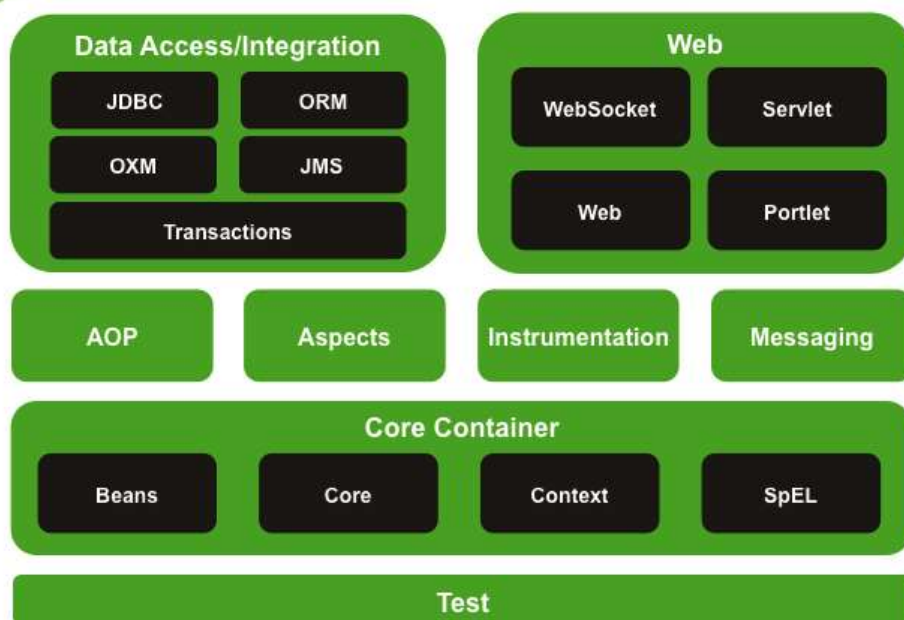 Data Access/Integration
JDBC
ORM
OXM
JMS
Transactions
Web
WebSocket
Servlet
Web
Portlet
AOP
Aspects
Instrumentation
Messaging
Core Container
Beans
Core
Context
SpEL
Test